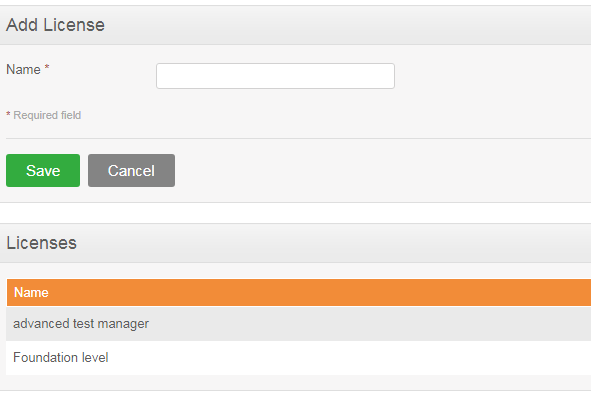 Add License
Name *
* Required field
Save Cancel
Licenses
Name
advanced test manager
Foundation level